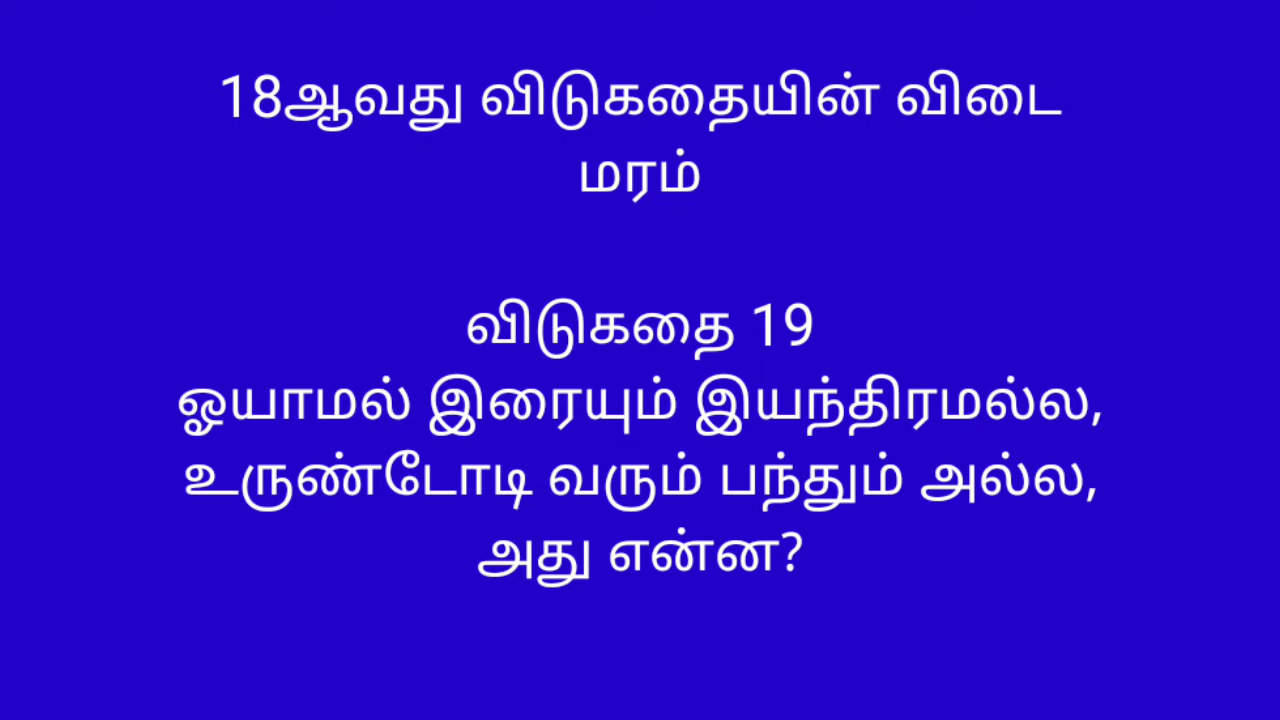 18ஆவது விடுகதையின் விடை
மரம்
விடுகதை 19
ஓயாமல் இரையும் இயந்திரமல்ல,
உருண்டோடி வரும் பந்தும் அல்ல,
அது என்ன?